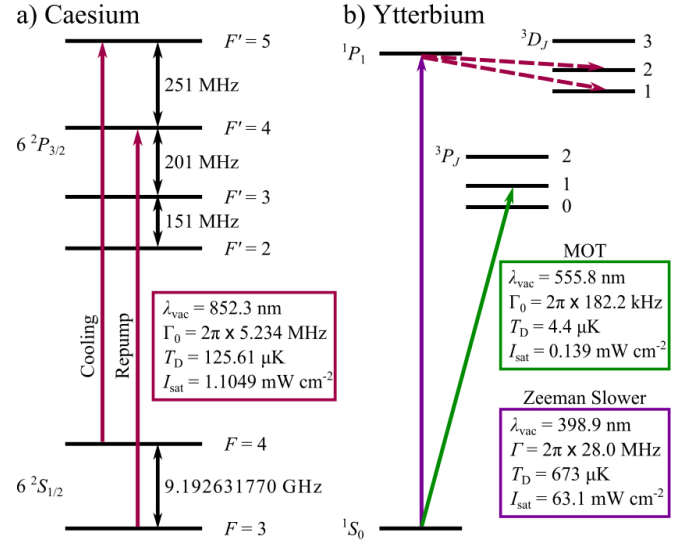 a) Caesium
F' = 5
251 MHz
F' = 4
6 ²P₃/₂
201 MHz
F' = 3
151 MHz
F' = 2
Cooling
Repump
λvac = 852.3 nm
Γ₀ = 2π x 5.234 MHz
TD = 125.61 μK
Isat = 1.1049 mW cm⁻²
F = 4
6 ²S₁/₂
9.192631770 GHz
F = 3
b) Ytterbium
³DJ
3
¹P₁
2
1
³PJ
2
1
0
MOT
λvac = 555.8 nm
Γ₀ = 2π x 182.2 kHz
TD = 4.4 μK
Isat = 0.139 mW cm⁻²
Zeeman Slower
λvac = 398.9 nm
Γ = 2π x 28.0 MHz
TD = 673 μK
Isat = 63.1 mW cm⁻²
¹S₀